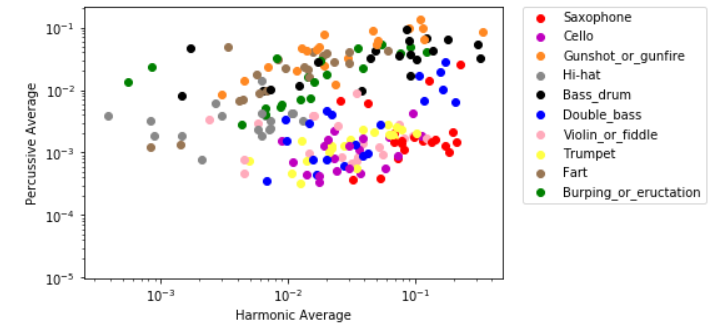 Saxophone
Cello
Gunshot_or_gunfire
Hi-hat
Bass_drum
Double_bass
Violin_or_fiddle
Trumpet
Fart
Burping_or_eructation
Percussive Average
10⁻¹
10⁻²
10⁻³
10⁻⁴
10⁻⁵
10⁻³ 10⁻² 10⁻¹
Harmonic Average